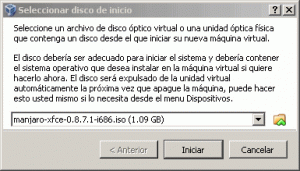 Seleccionar disco de inicio
Seleccione un archivo de disco óptico virtual o una unidad óptica física
que contenga un disco desde el que iniciar su nueva máquina virtual.
El disco debería ser adecuado para iniciar el sistema y debería contener
el sistema operativo que desea instalar en la máquina virtual si quiere
hacerlo ahora. El disco será expulsado de la unidad virtual
automáticamente la próxima vez que apague la máquina, puede hacer
esto usted mismo si lo necesita desde el menu Dispositivos.
manjaro-xfce-0.8.7.1-i686.iso (1.09 GB)
< Anterior
Iniciar
Cancelar